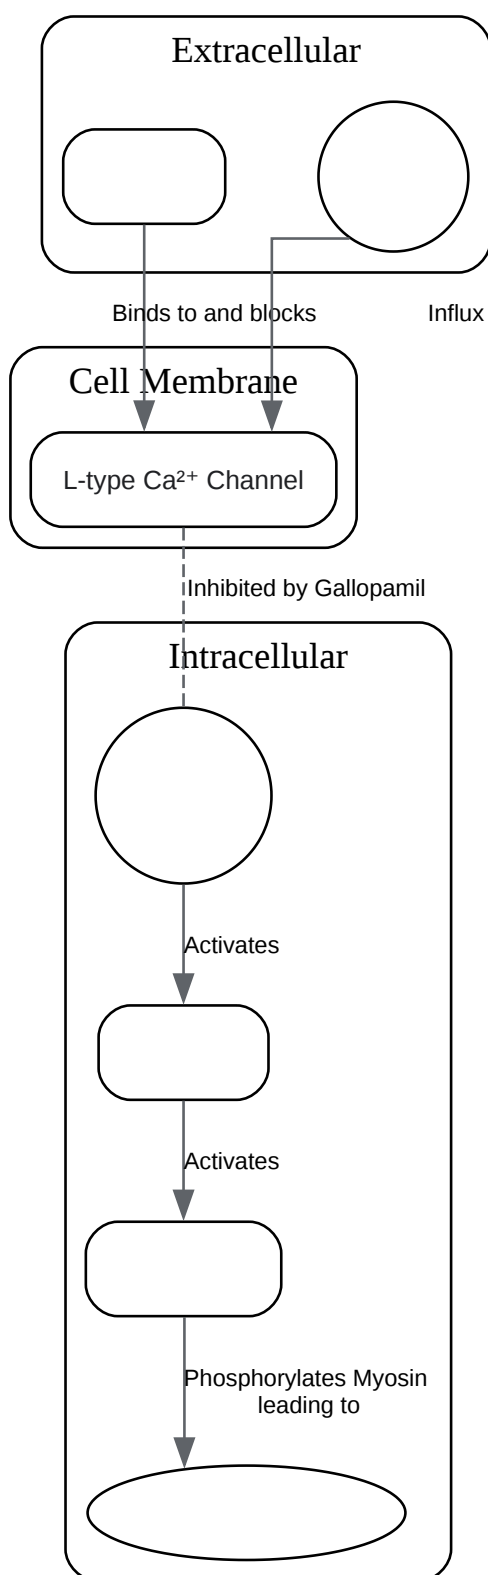 Extracellular
Binds to and blocks
Influx
Cell Membrane
L-type Ca²⁺ Channel
Inhibited by Gallopamil
Intracellular
Activates
Activates
Phosphorylates Myosin
leading to